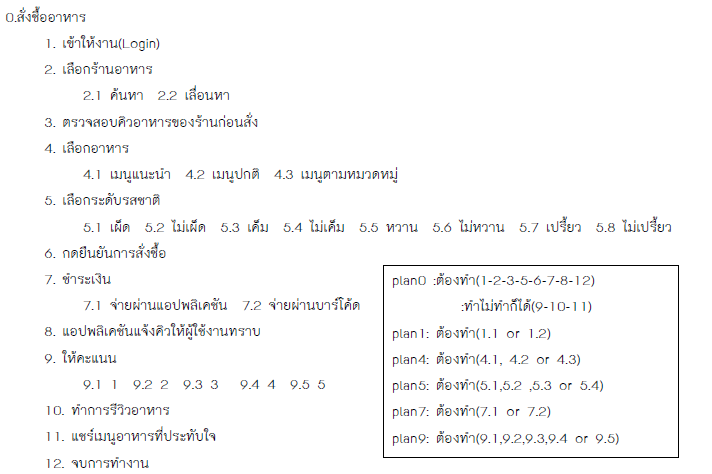 0.สั่งซื้ออาหาร
1. เข้าให้งาน(Login)
2. เลือกร้านอาหาร
2.1 ค้นหา 2.2 เลื่อนหา
3. ตรวจสอบคิวอาหารของร้านก่อนสั่ง
4. เลือกอาหาร
4.1 เมนูแนะนำ 4.2 เมนูปกติ 4.3 เมนูตามหมวดหมู่
5. เลือกระดับรสชาติ
5.1 เผ็ด 5.2 ไม่เผ็ด 5.3 เค็ม 5.4 ไม่เค็ม 5.5 หวาน 5.6 ไม่หวาน 5.7 เปรี้ยว 5.8 ไม่เปรี้ยว
6. กดยืนยันการสั่งซื้อ
7. ชำระเงิน
7.1 จ่ายผ่านแอปพลิเคชัน 7.2 จ่ายผ่านบาร์โค้ด
8. แอปพลิเคชันแจ้งคิวให้ผู้ใช้งานทราบ
9. ให้คะแนน
9.1 1 9.2 2 9.3 3 9.4 4 9.5 5
10. ทำการรีวิวอาหาร
11. แชร์เมนูอาหารที่ประทับใจ
12. จบการทำงาน
plan0 :ต้องทำ(1-2-3-5-6-7-8-12)
:ทำไม่ทำก็ได้(9-10-11)
plan1: ต้องทำ(1.1 or 1.2)
plan4: ต้องทำ(4.1, 4.2 or 4.3)
plan5: ต้องทำ(5.1,5.2 ,5.3 or 5.4)
plan7: ต้องทำ(7.1 or 7.2)
plan9: ต้องทำ(9.1,9.2,9.3,9.4 or 9.5)